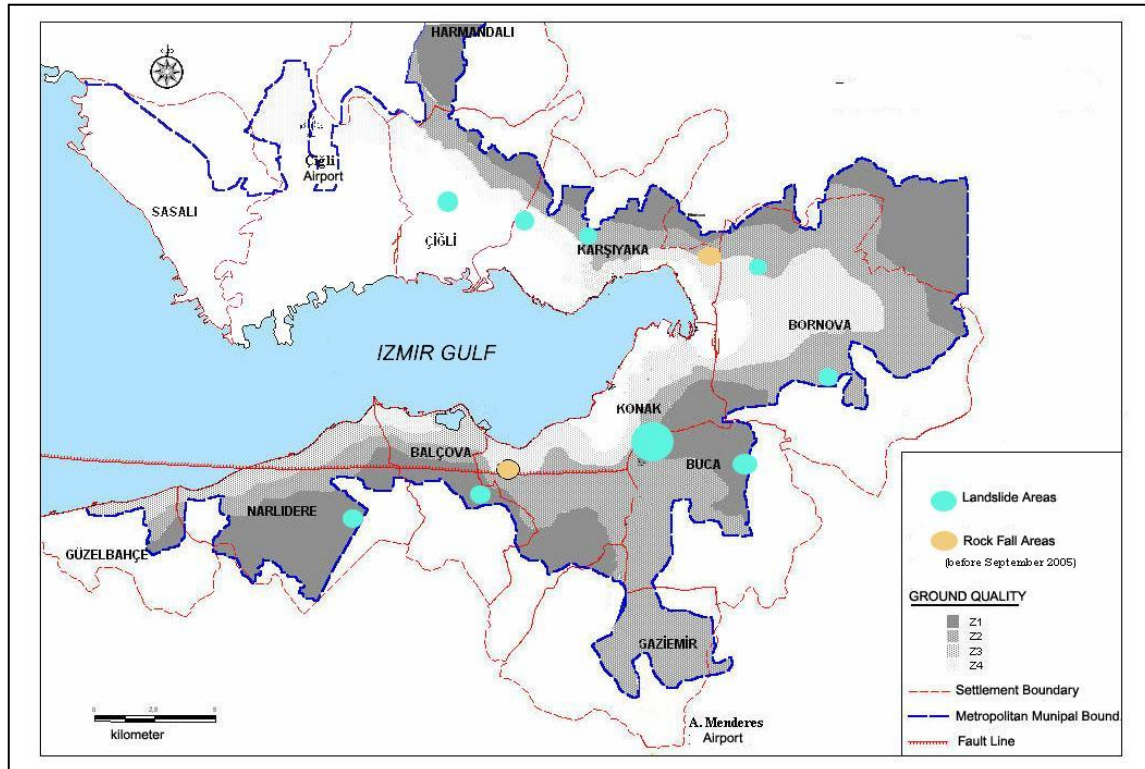 HARMANDALI
Çiğli
Airport
SASALI
ÇİĞLİ
KARŞIYAKA
BORNOVA
IZMIR GULF
KONAK
BALÇOVA
BUCA
NARLIDERE
GÜZELBAHÇE
GAZİEMİR
A. Menderes
Airport
kilometer
Landslide Areas
Rock Fall Areas
(before September 2005)
GROUND QUALITY
Z1
Z2
Z3
Z4
Settlement Boundary
Metropolitan Munipal Bound.
Fault Line